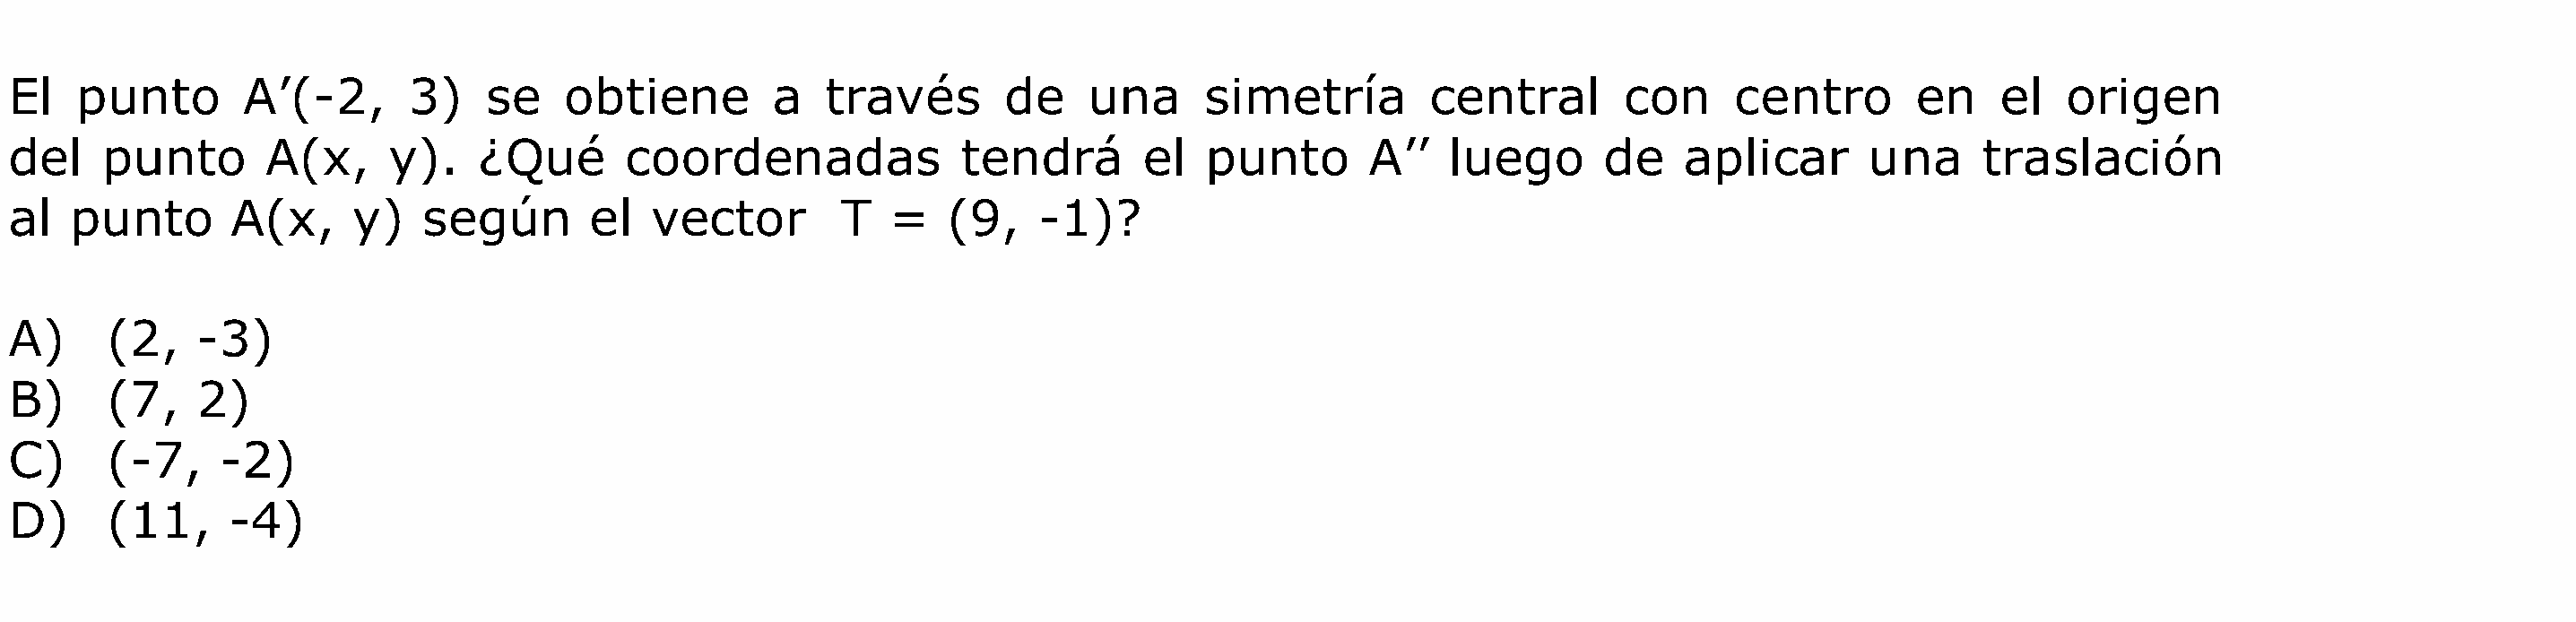 El punto A’(-2, 3) se obtiene a través de una simetría central con centro en el origen
del punto A(x, y). ¿Qué coordenadas tendrá el punto A’’ luego de aplicar una traslación
al punto A(x, y) según el vector T = (9, -1)?
A) (2, -3)
B) (7, 2)
C) (-7, -2)
D) (11, -4)